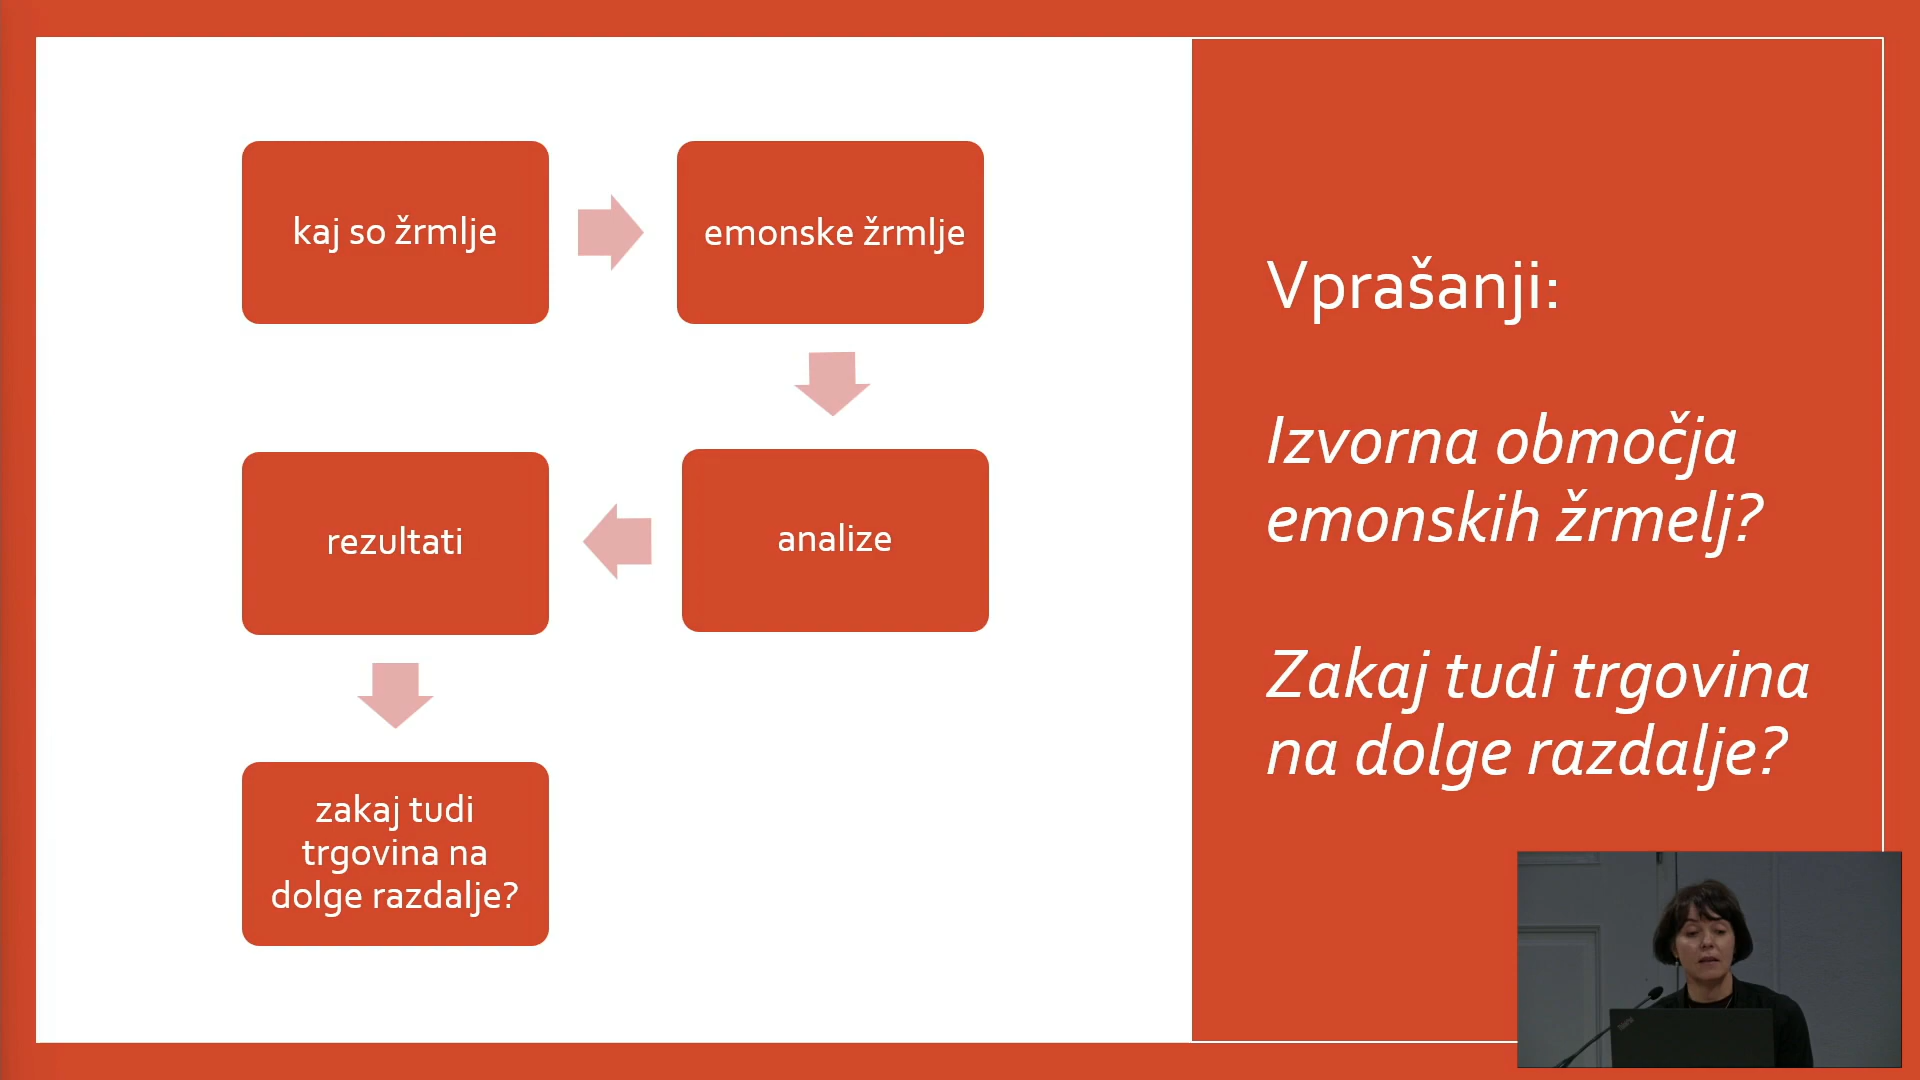 kaj so žrmlje
emonske žrmlje
analize
rezultati
zakaj tudi
trgovina na
dolge razdalje?
Vprašanji:
Izvorna območja
emonskih žrmelj?
Zakaj tudi trgovina
na dolge razdalje?
ThinkPad